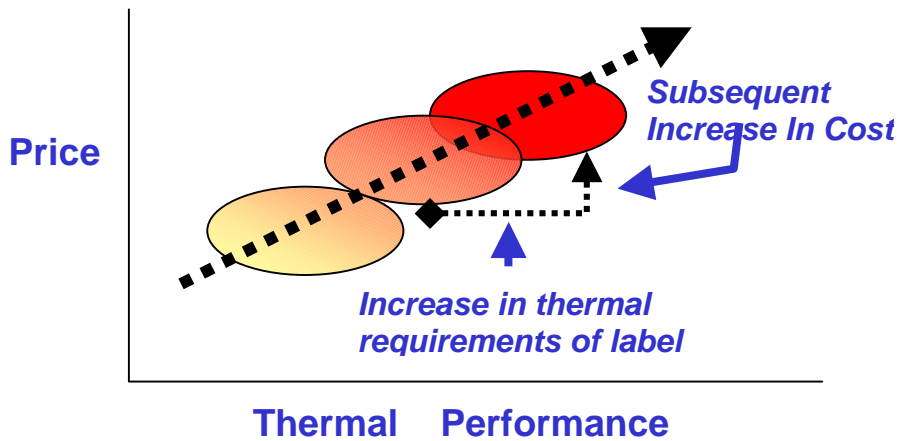 Subsequent
Increase In Cost
Price
Increase in thermal
requirements of label
Thermal Performance